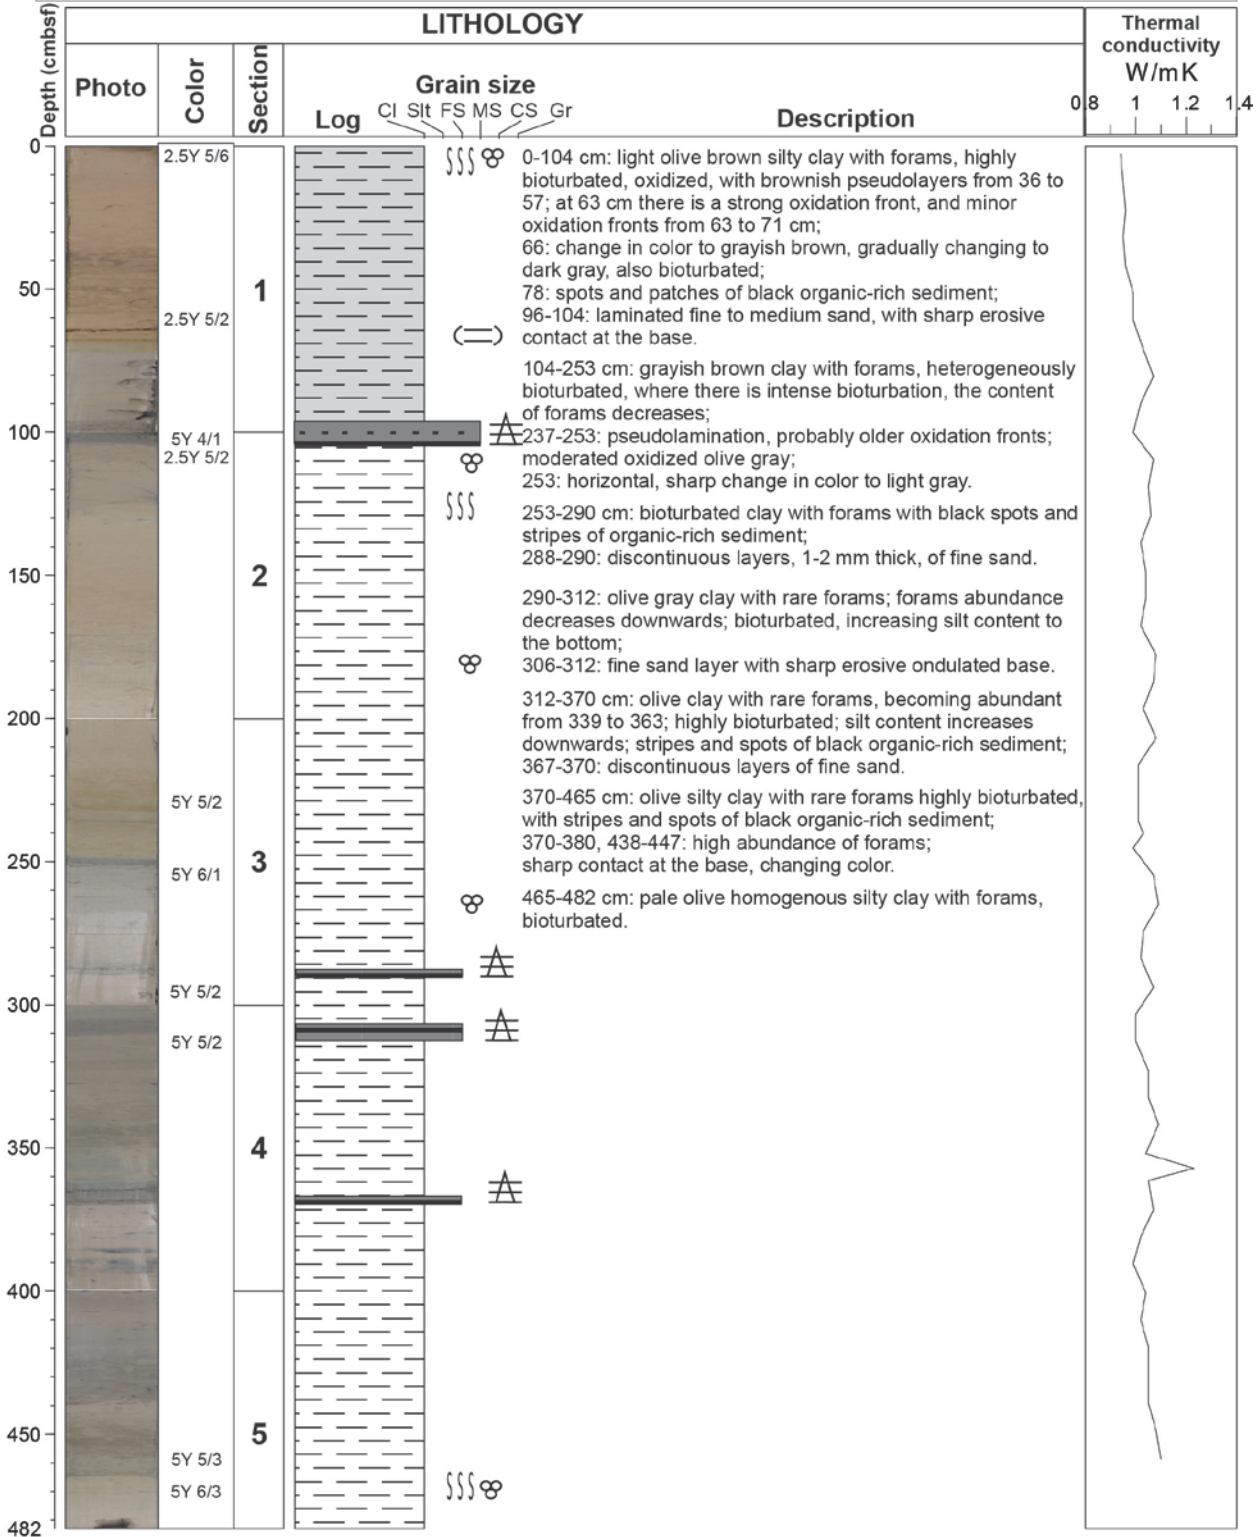 LITHOLOGY
Thermal
conductivity
W/mK
0.8 1 1.2 1.4
Depth (cmbsf)
Photo
Color
Section
Log
Grain size
Cl Slt FS MS CS Gr
Description
0
50
100
150
200
250
300
350
400
450
482
2.5Y 5/6
2.5Y 5/2
5Y 4/1
2.5Y 5/2
5Y 5/2
5Y 6/1
5Y 5/2
5Y 5/2
5Y 5/3
5Y 6/3
1
2
3
4
5
0-104 cm: light olive brown silty clay with forams, highly
bioturbated, oxidized, with brownish pseudolayers from 36 to
57; at 63 cm there is a strong oxidation front, and minor
oxidation fronts from 63 to 71 cm;
66: change in color to grayish brown, gradually changing to
dark gray, also bioturbated;
78: spots and patches of black organic-rich sediment;
96-104: laminated fine to medium sand, with sharp erosive
contact at the base.
104-253 cm: grayish brown clay with forams, heterogeneously
bioturbated, where there is intense bioturbation, the content
of forams decreases;
237-253: pseudolamination, probably older oxidation fronts;
moderated oxidized olive gray;
253: horizontal, sharp change in color to light gray.
253-290 cm: bioturbated clay with forams with black spots and
stripes of organic-rich sediment;
288-290: discontinuous layers, 1-2 mm thick, of fine sand.
290-312: olive gray clay with rare forams; forams abundance
decreases downwards; bioturbated, increasing silt content to
the bottom;
306-312: fine sand layer with sharp erosive ondulated base.
312-370 cm: olive clay with rare forams, becoming abundant
from 339 to 363; highly bioturbated; silt content increases
downwards; stripes and spots of black organic-rich sediment;
367-370: discontinuous layers of fine sand.
370-465 cm: olive silty clay with rare forams highly bioturbated,
with stripes and spots of black organic-rich sediment;
370-380, 438-447: high abundance of forams;
sharp contact at the base, changing color.
465-482 cm: pale olive homogenous silty clay with forams,
bioturbated.